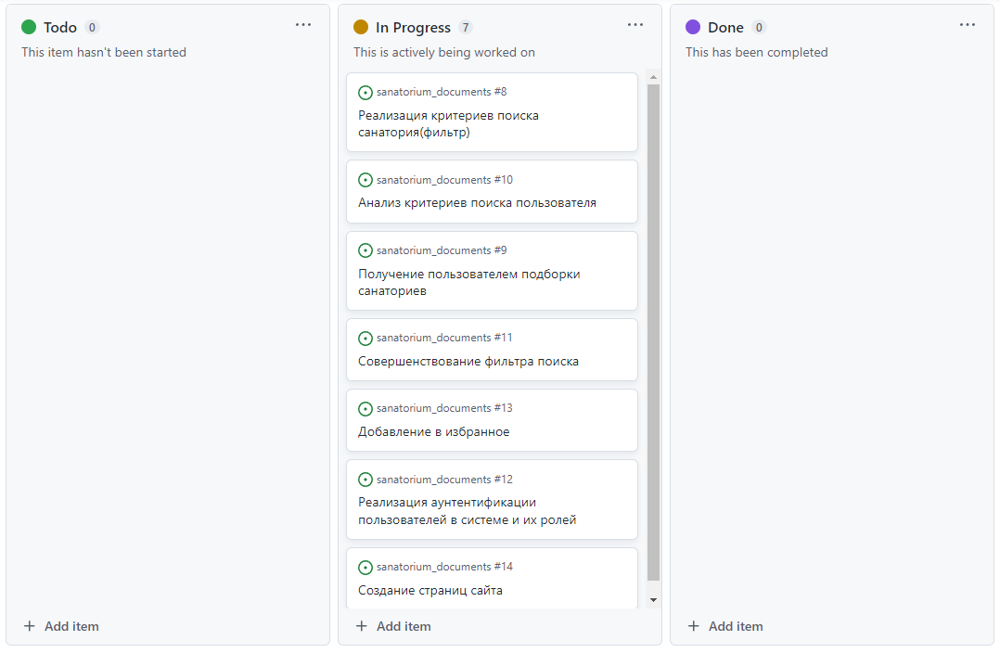 Todo 0
This item hasn't been started
Add item
In Progress 7
This is actively being worked on
sanatorium_documents #8
Реализация критериев поиска
санатория(фильтр)
sanatorium_documents #10
Анализ критериев поиска пользователя
sanatorium_documents #9
Получение пользователем подборки
санаториев
sanatorium_documents #11
Совершенствование фильтра поиска
sanatorium_documents #13
Добавление в избранное
sanatorium_documents #12
Реализация аунтентификации
пользователей в системе и их ролей
sanatorium_documents #14
Создание страниц сайта
Add item
Done 0
This has been completed
Add item